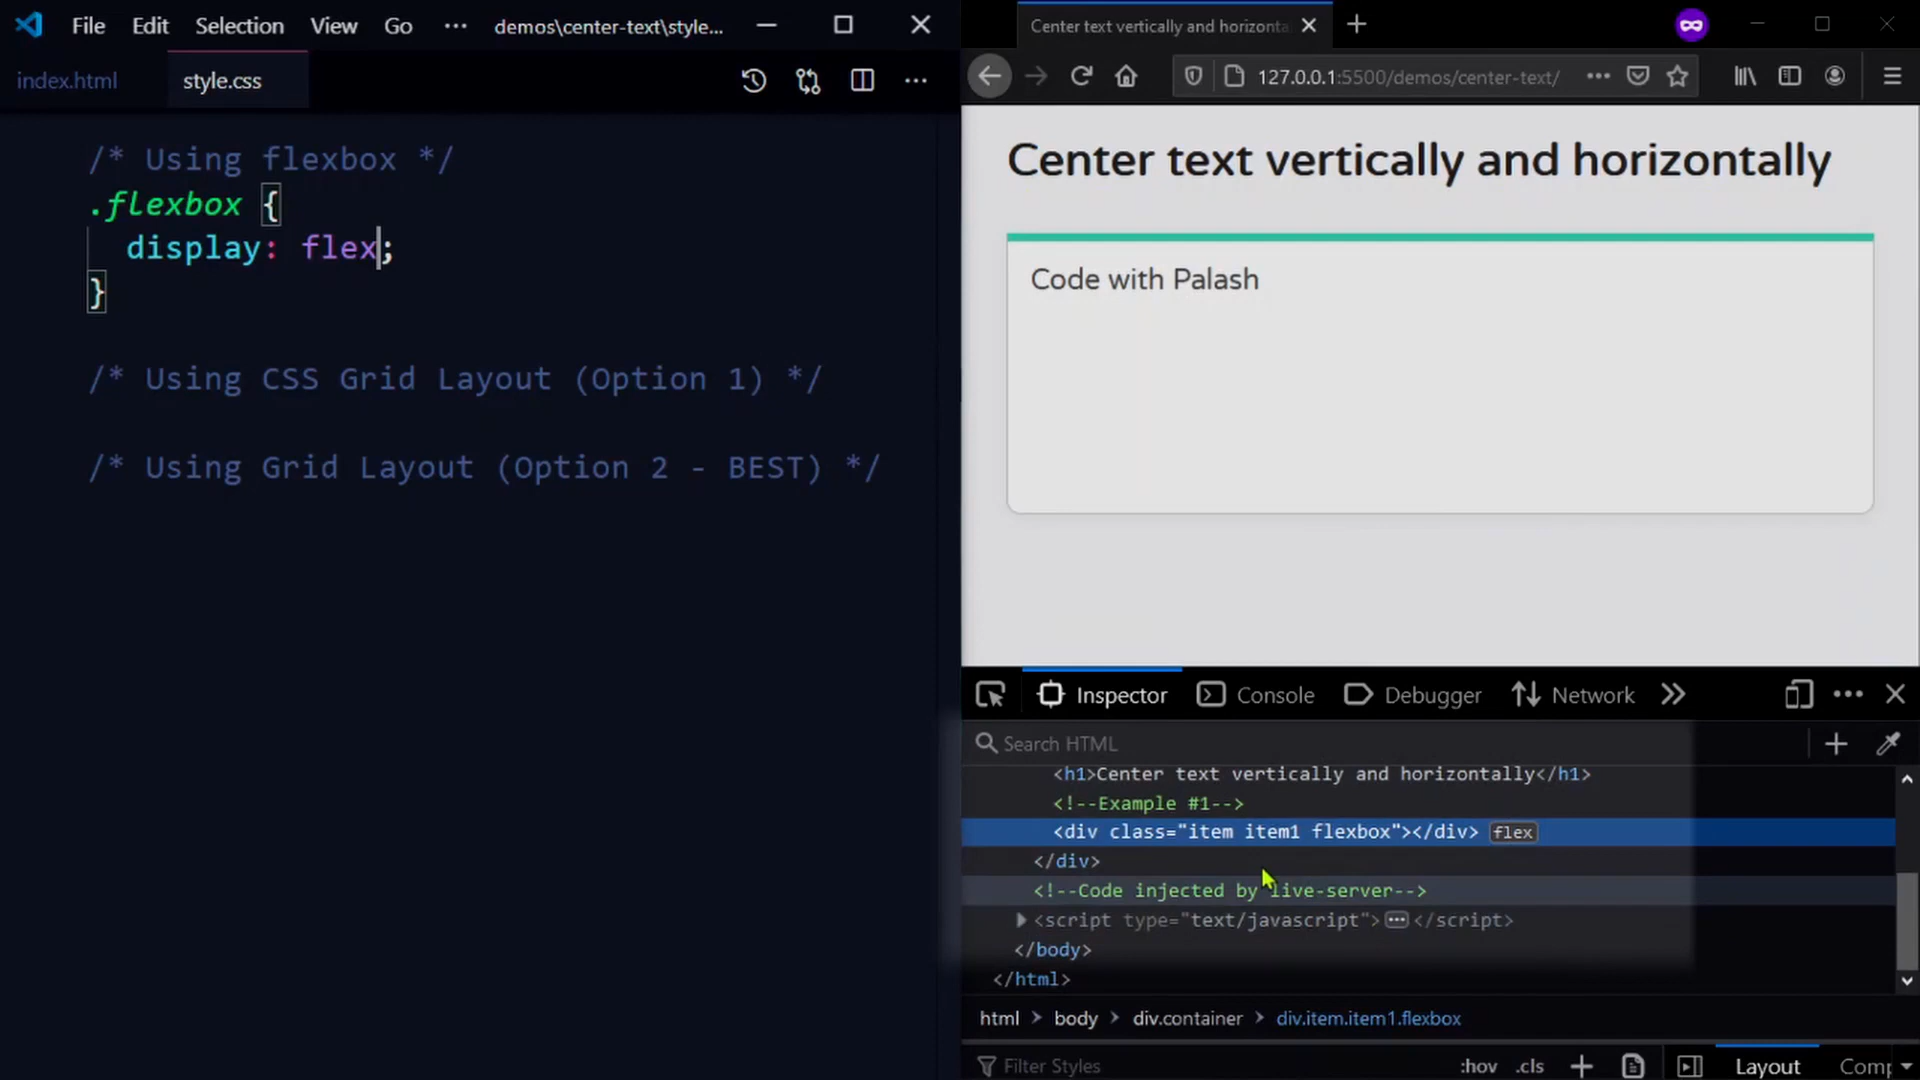 File Edit Selection View Go ··· demos\center-text\style...
index.html style.css
/* Using flexbox */
.flexbox {
display: flex;
}
/* Using CSS Grid Layout (Option 1) */
/* Using Grid Layout (Option 2 - BEST) */
Center text vertically and horizonta
127.0.0.1:5500/demos/center-text/
Center text vertically and horizontally
Code with Palash
Inspector Console Debugger Network
Search HTML
<h1>Center text vertically and horizontally</h1>
<!--Example #1-->
<div class="item item1 flexbox"></div> flex
</div>
<!--Code injected by live-server-->
<script type="text/javascript">···</script>
</body>
</html>
html > body > div.container > div.item.item1.flexbox
Filter Styles :hov .cls + Layout Comp